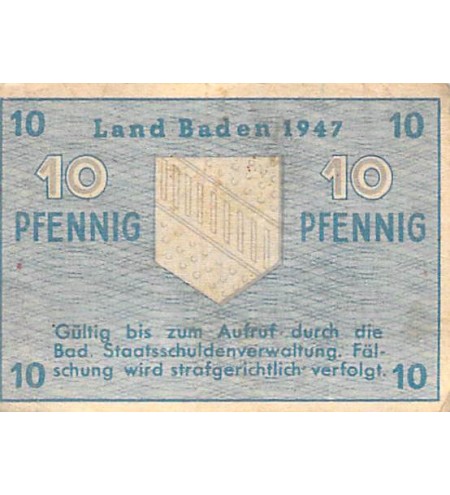 10 Land Baden 1947 10
10 10
PFENNIG PFENNIG
Gültig bis zum Aufruf durch die
Bad. Staatsschuldenverwaltung. Fäl-
10 schung wird strafgerichtlich verfolgt. 10